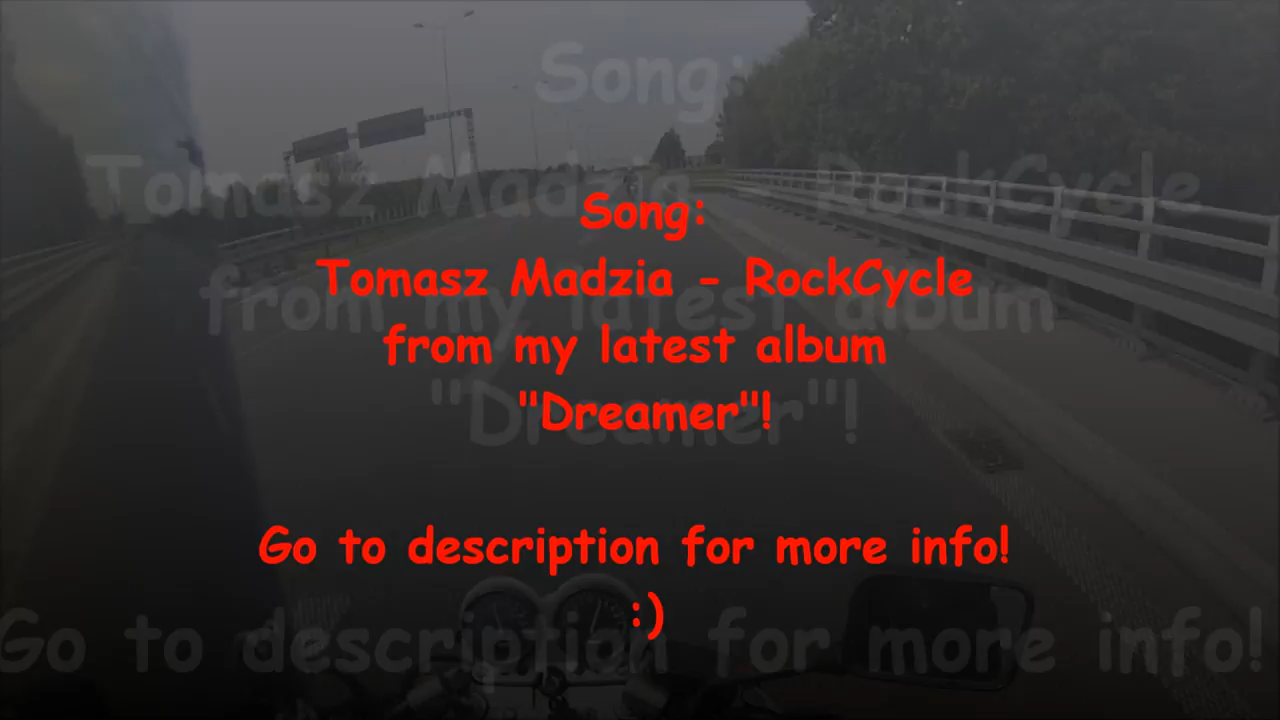 Song:
Tomasz Madzia - RockCycle
from my latest album
"Dreamer"!
Go to description for more info!
:)